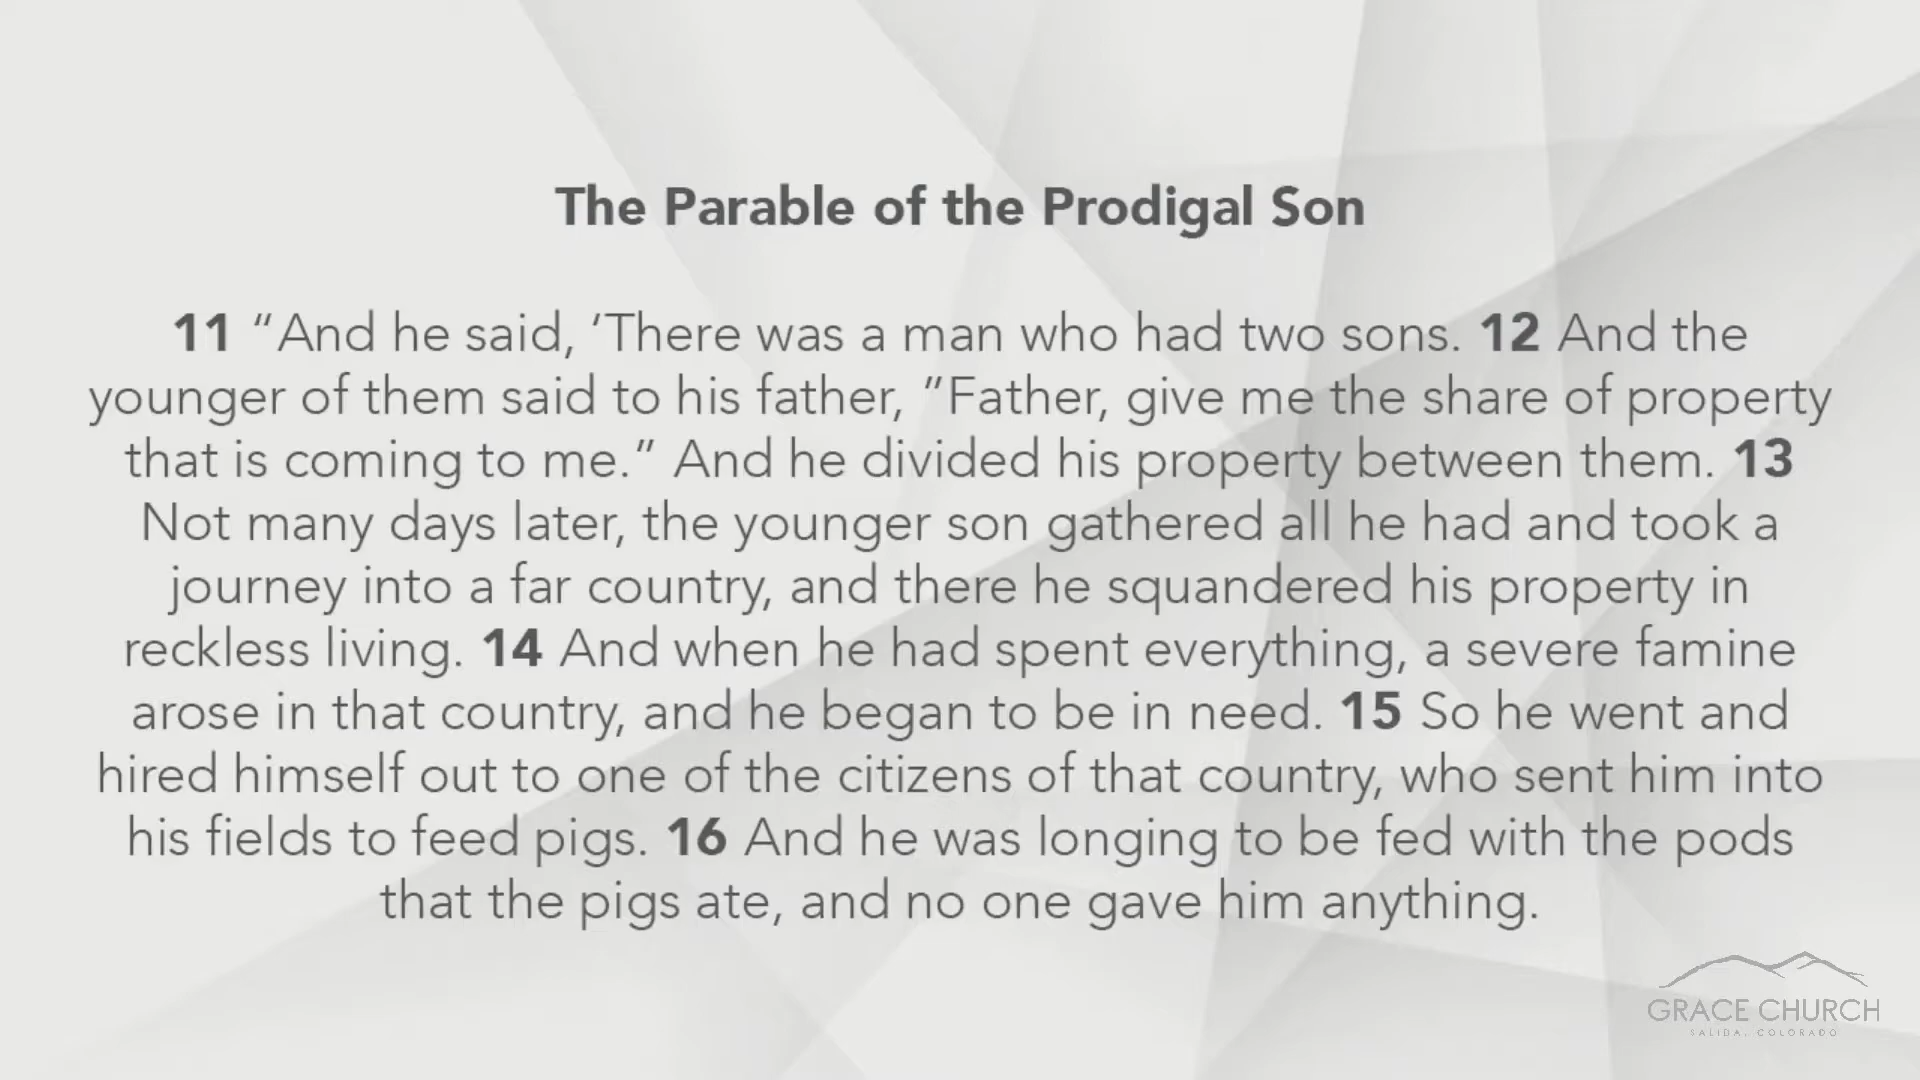 The Parable of the Prodigal Son
11 “And he said, ‘There was a man who had two sons. 12 And the
younger of them said to his father, ”Father, give me the share of property
that is coming to me.” And he divided his property between them. 13
Not many days later, the younger son gathered all he had and took a
journey into a far country, and there he squandered his property in
reckless living. 14 And when he had spent everything, a severe famine
arose in that country, and he began to be in need. 15 So he went and
hired himself out to one of the citizens of that country, who sent him into
his fields to feed pigs. 16 And he was longing to be fed with the pods
that the pigs ate, and no one gave him anything.
GRACE CHURCH
SALIDA, COLORADO